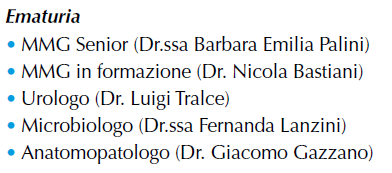 Ematuria
• MMG Senior (Dr.ssa Barbara Emilia Palini)
• MMG in formazione (Dr. Nicola Bastiani)
• Urologo (Dr. Luigi Tralce)
• Microbiologo (Dr.ssa Fernanda Lanzini)
• Anatomopatologo (Dr. Giacomo Gazzano)